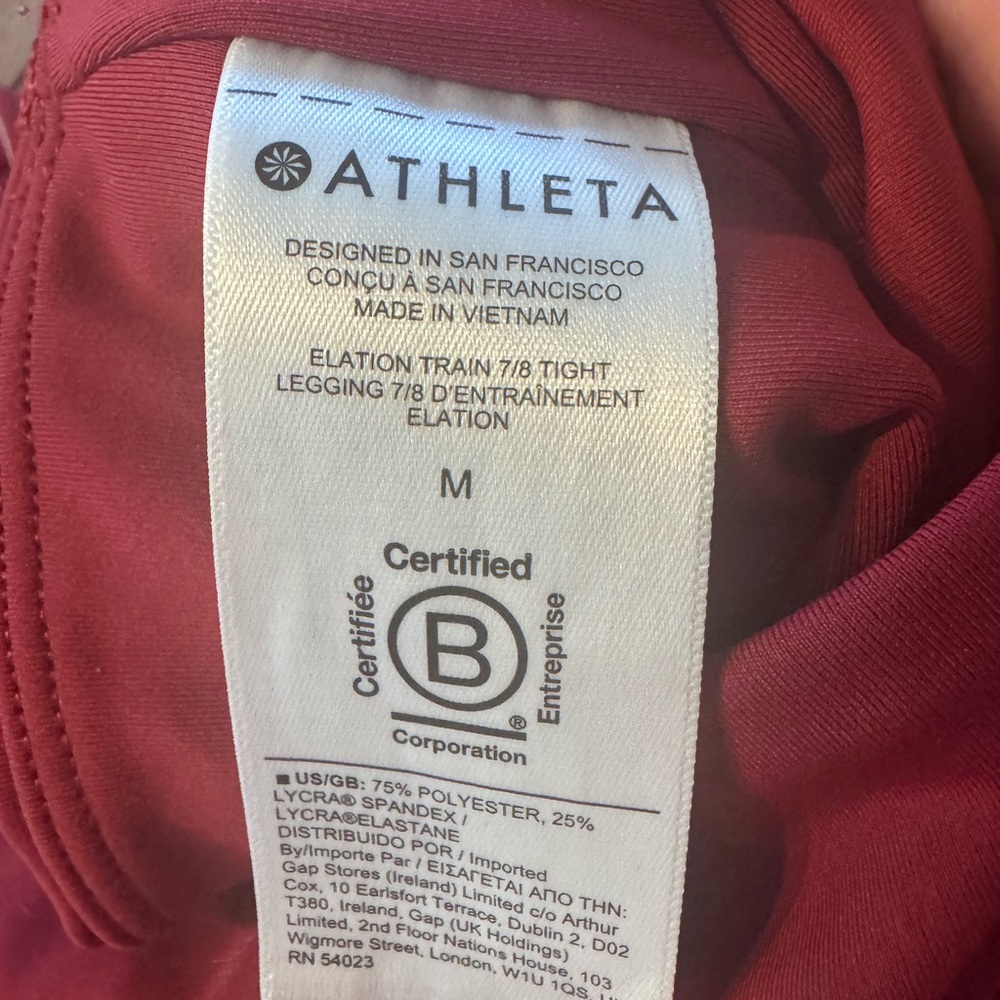 ATHLETA
DESIGNED IN SAN FRANCISCO
CONÇU À SAN FRANCISCO
MADE IN VIETNAM
ELATION TRAIN 7/8 TIGHT
LEGGING 7/8 D'ENTRAÎNEMENT
ELATION
M
Certified
Certifiée
B
Entreprise
®
Corporation
■ US/GB: 75% POLYESTER, 25%
LYCRA® SPANDEX /
LYCRA®ELASTANE
DISTRIBUIDO POR / Imported
By/Importe Par / ΕΙΣΑΓΕΤΑΙ ΑΠΟ ΤΗΝ:
Gap Stores (Ireland) Limited c/o Arthur
Cox, 10 Earlsfort Terrace, Dublin 2, D02
T380, Ireland, Gap (UK Holdings)
Limited, 2nd Floor Nations House, 103
Wigmore Street, London, W1U 1QS,
RN 54023